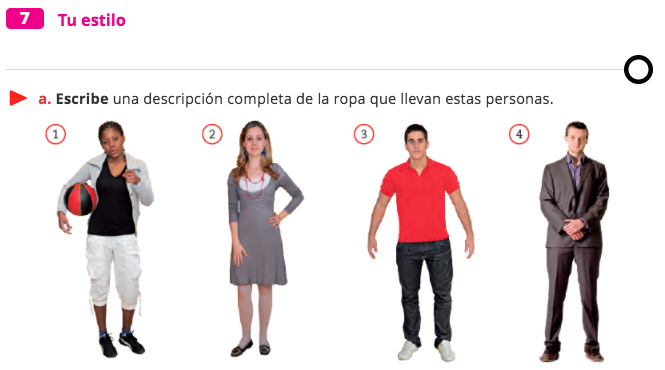 7 Tu estilo
a. Escribe una descripción completa de la ropa que llevan estas personas.
1 2 3 4